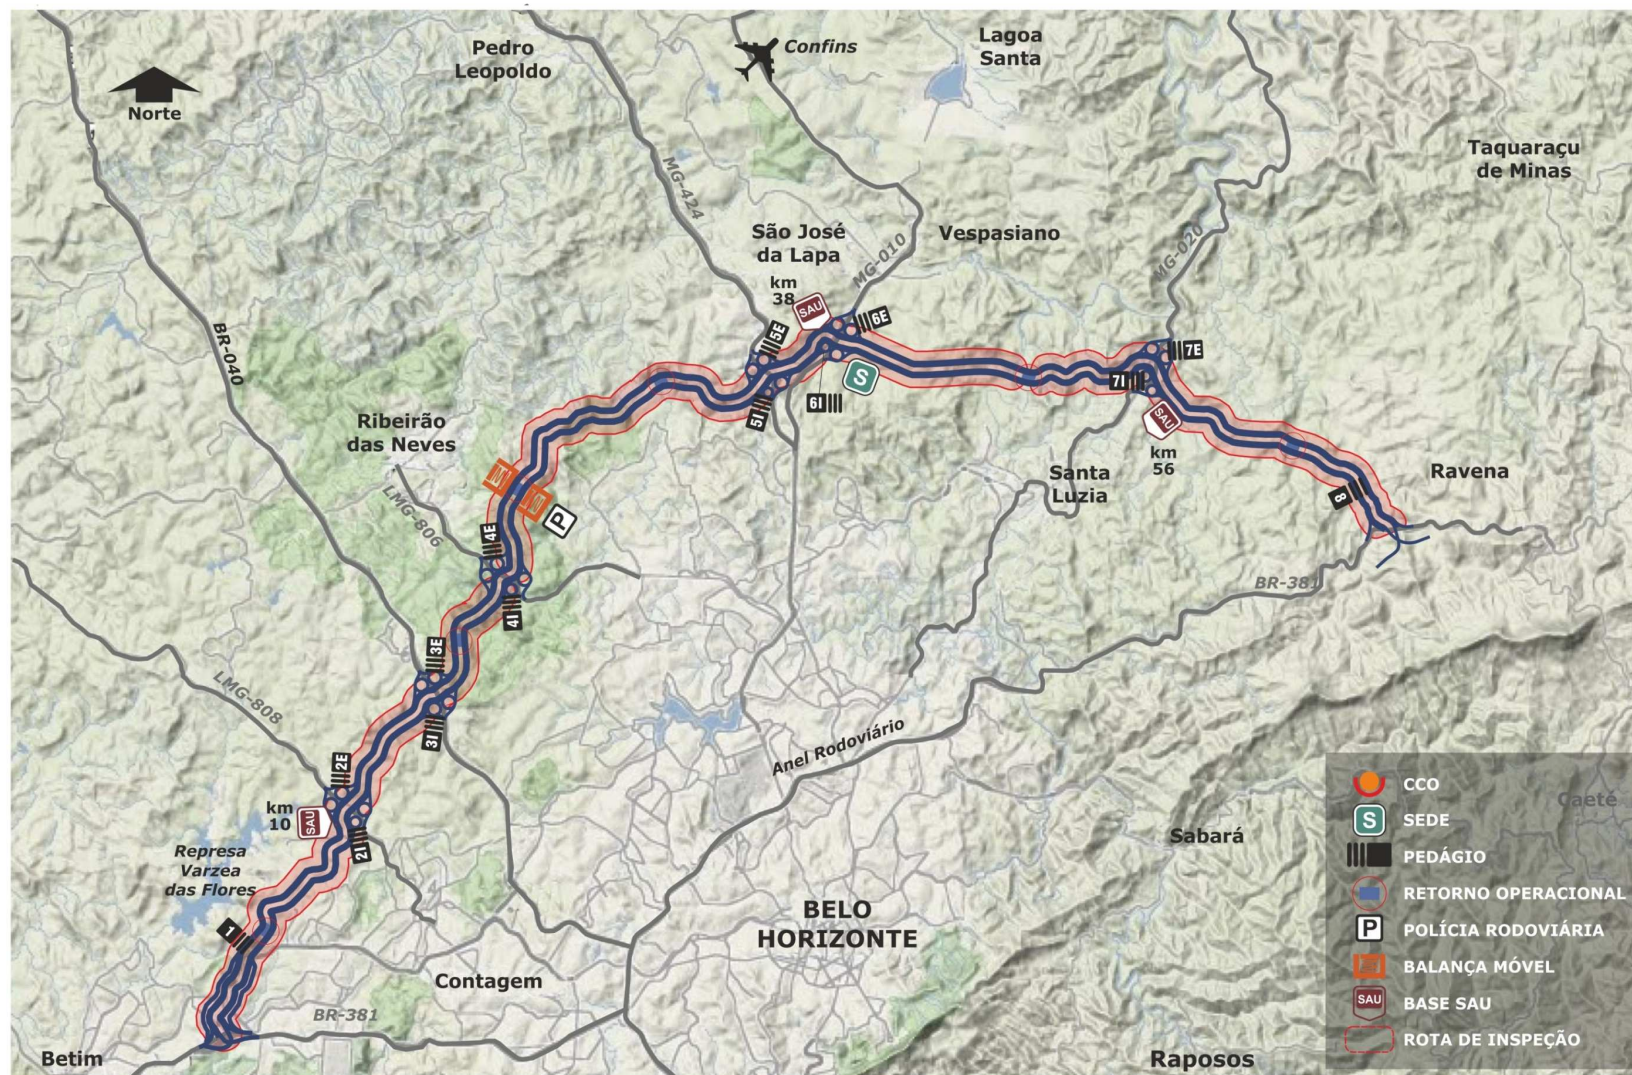 Lagoa
Santa
Pedro
Leopoldo
Confins
Norte
Taquaraçu
de Minas
MG-424
São José
da Lapa
Vespasiano
MG-010
MG-020
km
38
SAU
6E
5E
BR-040
7E
S
7I
6I
5I
SAU
km
56
Ribeirão
das Neves
Santa
Luzia
Ravena
8
LMG-806
P
4E
BR-381
4I
3E
LMG-808
3I
Anel Rodoviário
2E
km
10
SAU
2I
Represa
Varzea
das Flores
1
Sabará
Caeté
BELO
HORIZONTE
Contagem
BR-381
Betim
Raposos
CCO
S SEDE
PEDÁGIO
RETORNO OPERACIONAL
P POLÍCIA RODOVIÁRIA
BALANÇA MÓVEL
SAU BASE SAU
ROTA DE INSPEÇÃO